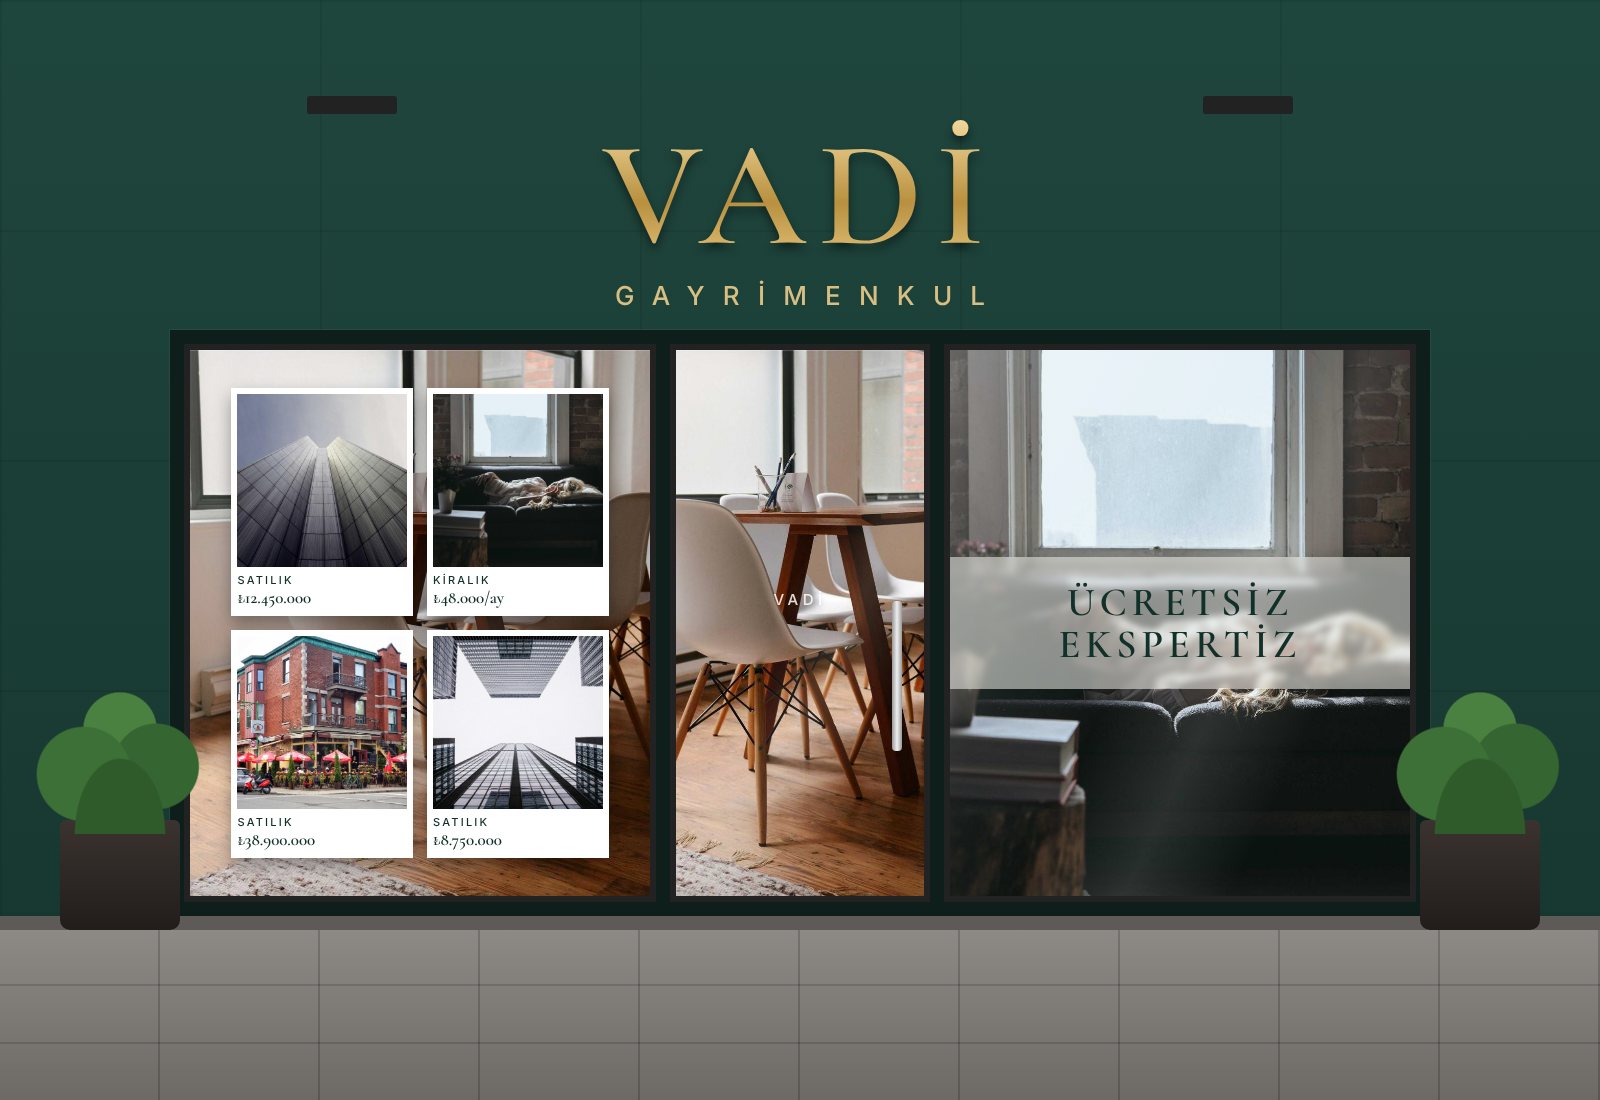 VADİ
GAYRİMENKUL
SATILIK
₺12.450.000
KİRALIK
₺48.000/ay
SATILIK
₺38.900.000
SATILIK
₺8.750.000
VADİ
ÜCRETSİZ
EKSPERTİZ